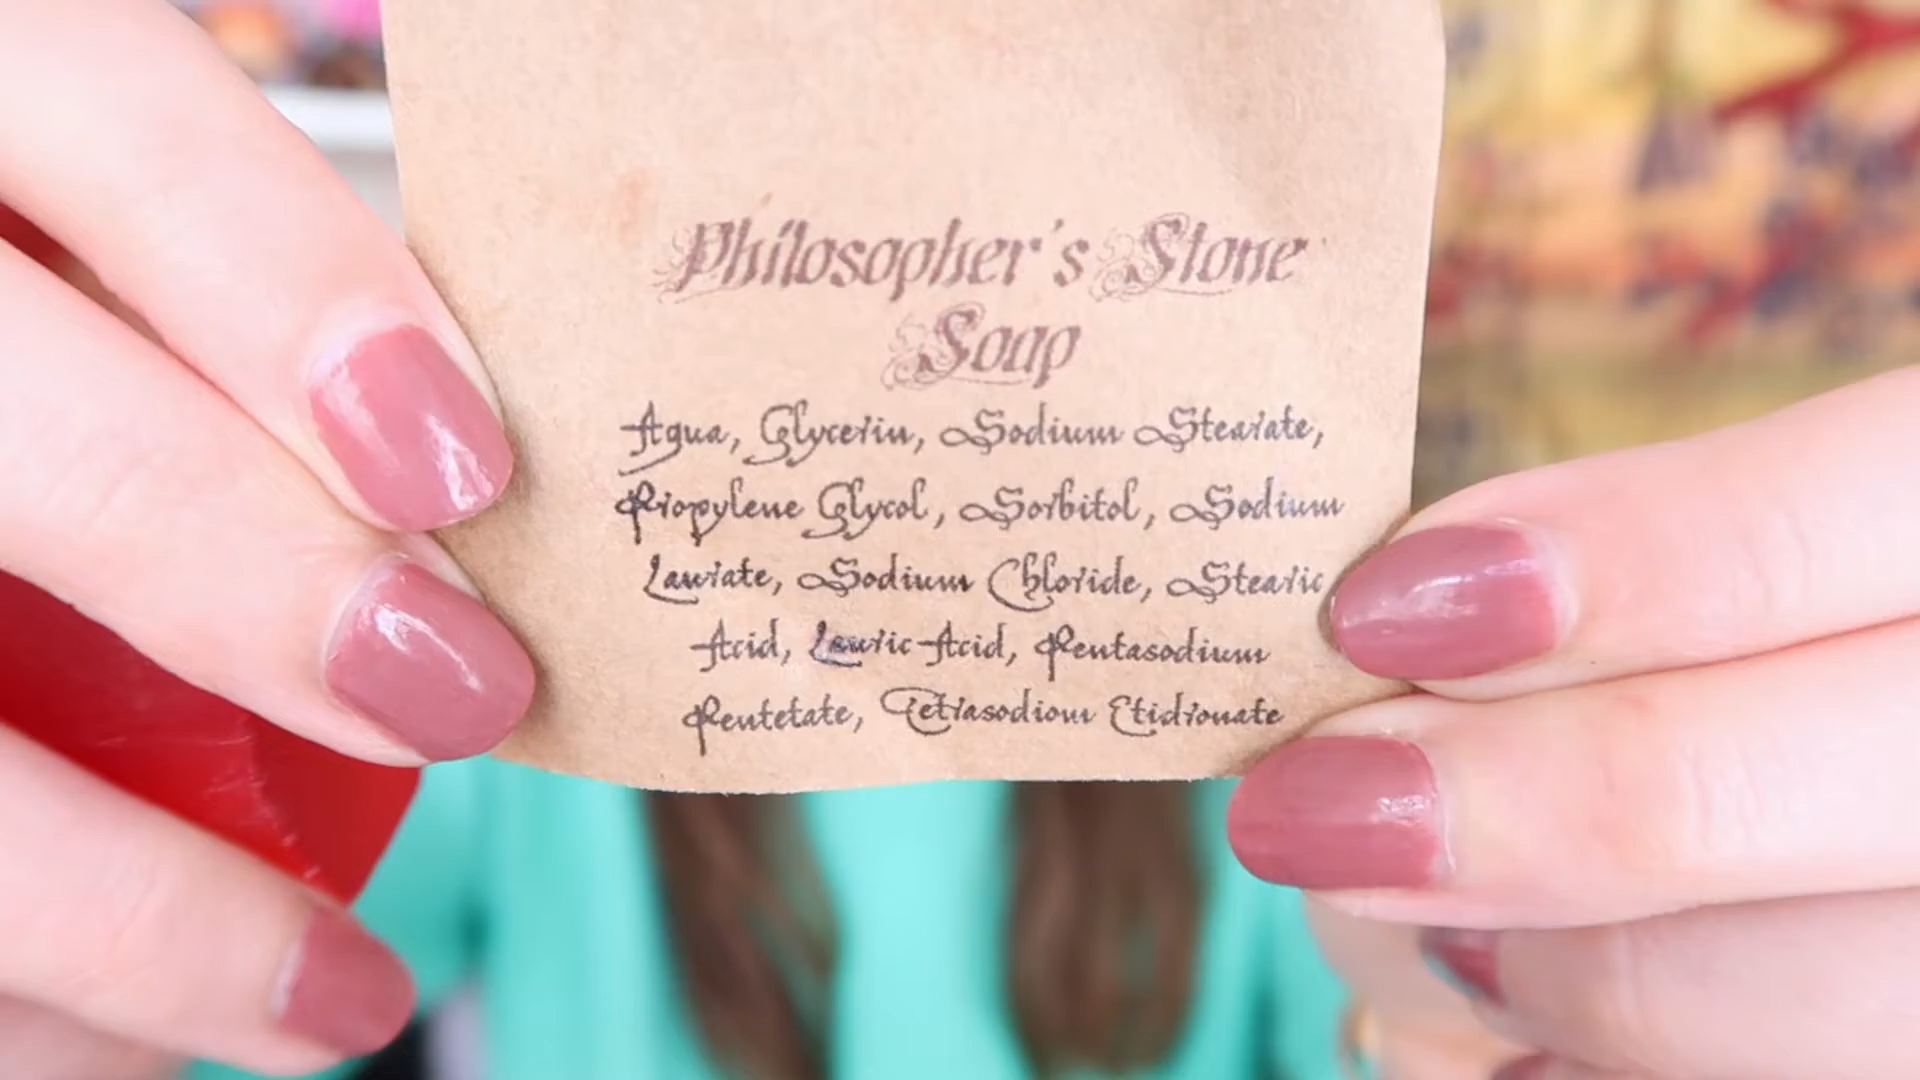 Philosopher's Stone
Soap
Aqua, Glycerin, Sodium Stearate,
Propylene Glycol, Sorbitol, Sodium
Laurate, Sodium Chloride, Stearic
Acid, Lauric Acid, Pentasodium
Pentetate, Tetrasodium Etidronate